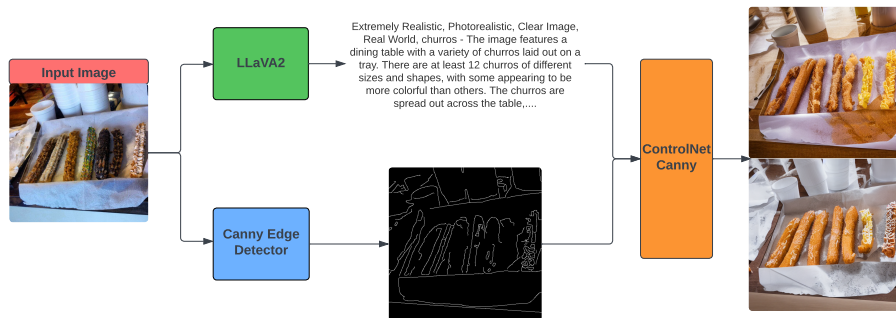 Input Image
LLaVA2
Extremely Realistic, Photorealistic, Clear Image,
Real World, churros - The image features a
dining table with a variety of churros laid out on a
tray. There are at least 12 churros of different
sizes and shapes, with some appearing to be
more colorful than others. The churros are
spread out across the table,....
Canny Edge
Detector
ControlNet
Canny